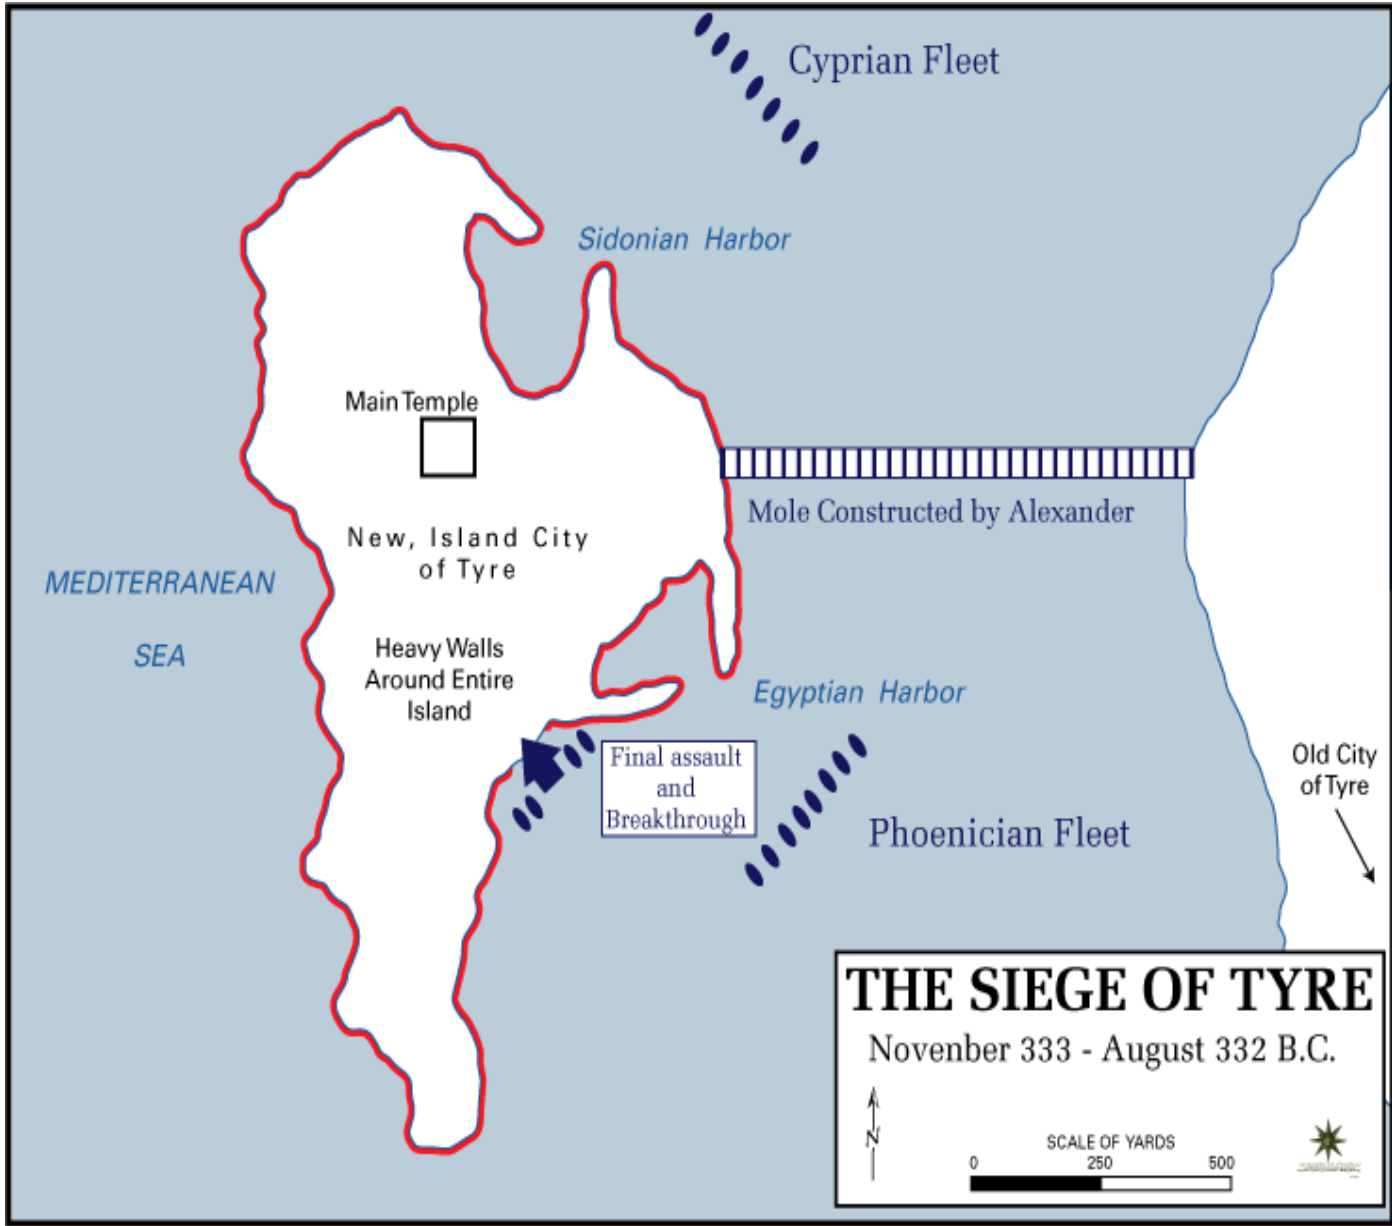 Cyprian Fleet
Sidonian Harbor
Main Temple
Mole Constructed by Alexander
New, Island City
of Tyre
MEDITERRANEAN
SEA
Heavy Walls
Around Entire
Island
Egyptian Harbor
Final assault
and
Breakthrough
Phoenician Fleet
Old City
of Tyre
THE SIEGE OF TYRE
Novenber 333 - August 332 B.C.
N
SCALE OF YARDS
0 250 500